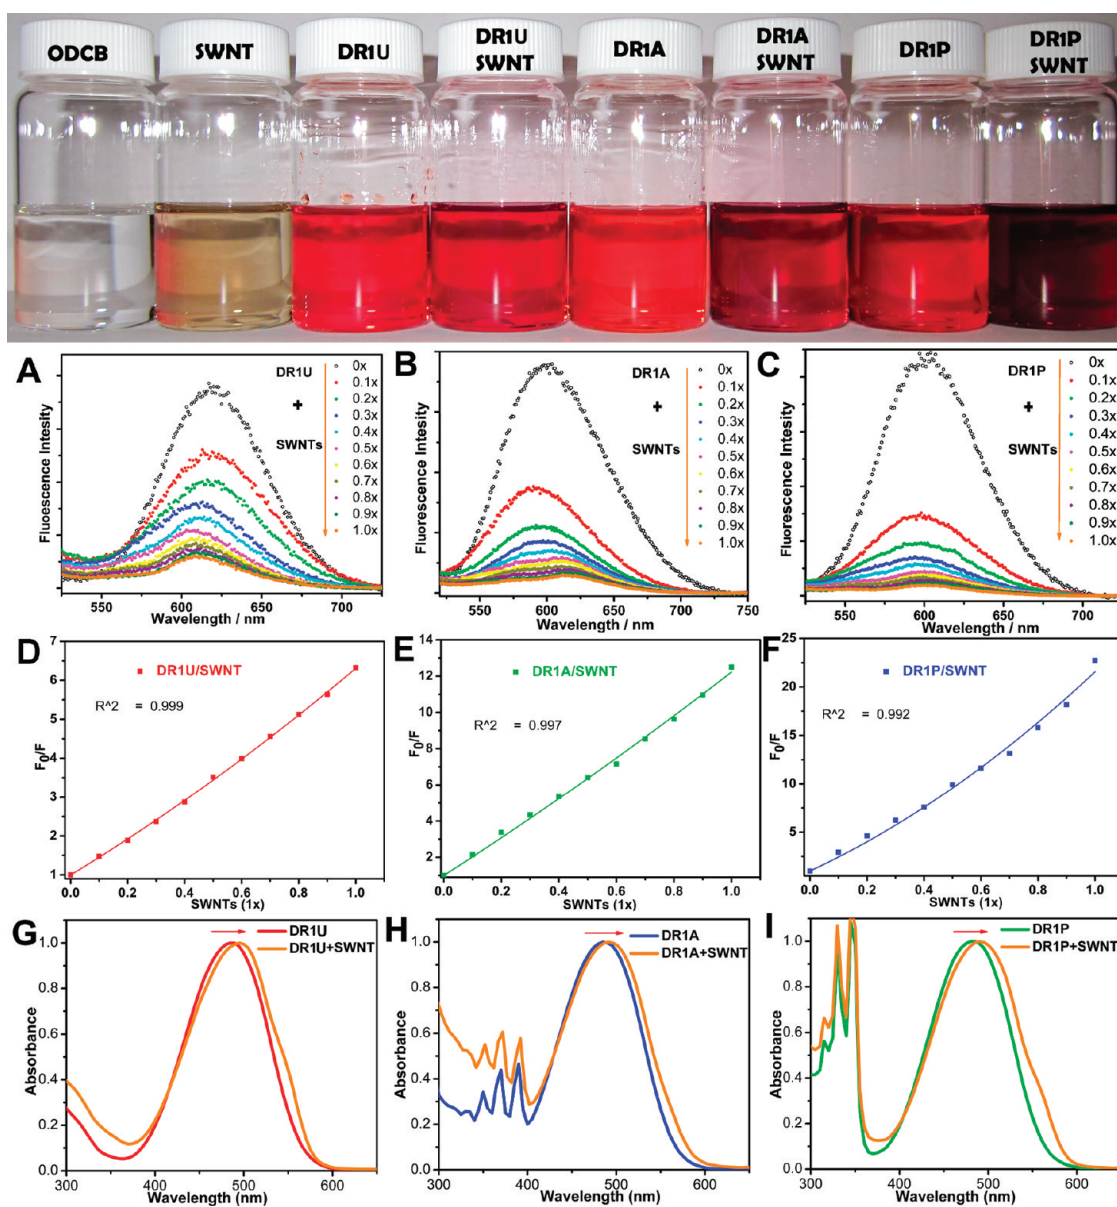 ODCB
SWNT
DR1U
DR1U
SWNT
DR1A
DR1A
SWNT
DR1P
DR1P
SWNT
A
DR1U
+
SWNTs
0x
0.1x
0.2x
0.3x
0.4x
0.5x
0.6x
0.7x
0.8x
0.9x
1.0x
Fluoescence Intesity
550 600 650 700
Wavelength / nm
B
DR1A
+
SWNTs
0x
0.1x
0.2x
0.3x
0.4x
0.5x
0.6x
0.7x
0.8x
0.9x
1.0x
Fluorescence Intesity
550 600 650 700 750
Wavelength / nm
C
DR1P
+
SWNTs
0x
0.1x
0.2x
0.3x
0.4x
0.5x
0.6x
0.7x
0.8x
0.9x
1.0x
Fluorescence Intesity
550 600 650 700
Wavelength / nm
D
DR1U/SWNT
R^2 = 0.999
F0/F
7
6
5
4
3
2
1
0.0 0.2 0.4 0.6 0.8 1.0
SWNTs (1x)
E
DR1A/SWNT
R^2 = 0.997
F0/F
14
12
10
8
6
4
2
0.0 0.2 0.4 0.6 0.8 1.0
SWNTs (1x)
F
DR1P/SWNT
R^2 = 0.992
F0/F
25
20
15
10
5
0.0 0.2 0.4 0.6 0.8 1.0
SWNTs (1x)
G
DR1U
DR1U+SWNT
Absorbance
1.0
0.8
0.6
0.4
0.2
0.0
300 400 500 600
Wavelength (nm)
H
DR1A
DR1A+SWNT
Absorbance
1.0
0.8
0.6
0.4
0.2
0.0
300 400 500 600
Wavelength (nm)
I
DR1P
DR1P+SWNT
Absorbance
1.0
0.8
0.6
0.4
0.2
0.0
300 400 500 600
Wavelength (nm)